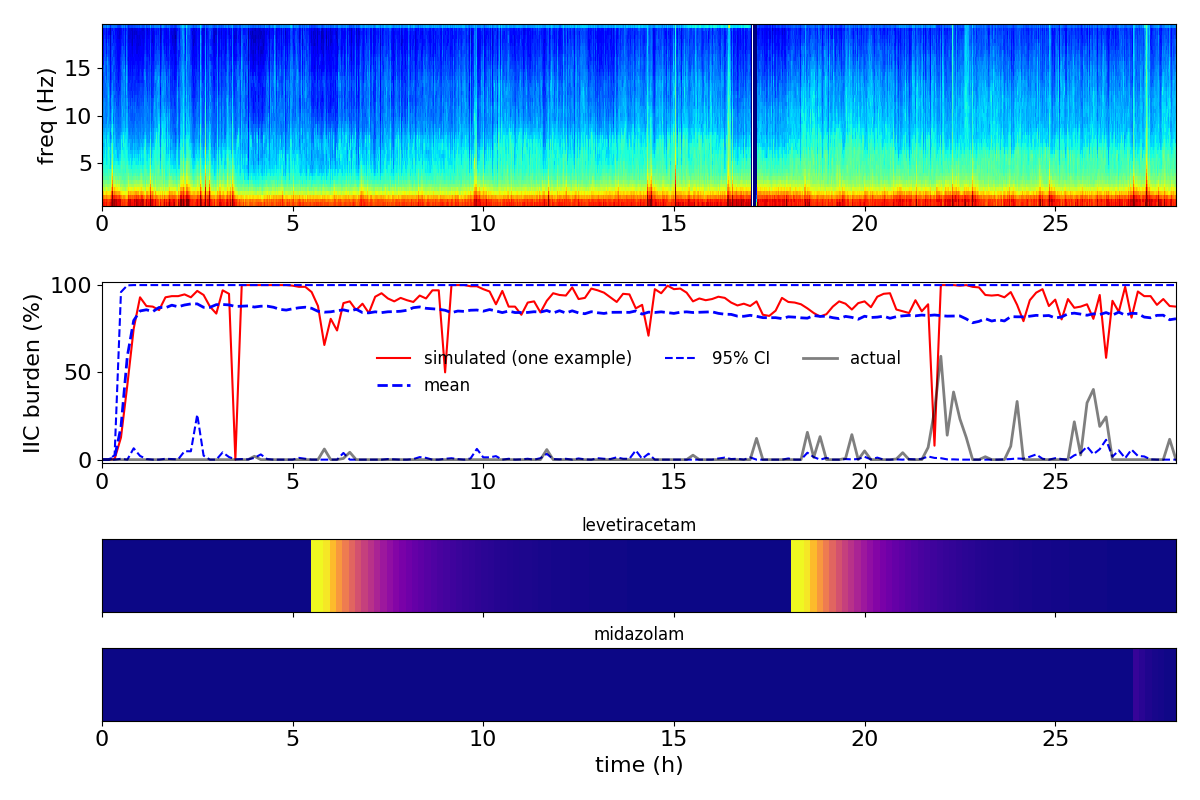 freq (Hz)
15
10
5
0 5 10 15 20 25
IIC burden (%)
100
50
0
simulated (one example) 95% CI actual
mean
0 5 10 15 20 25
levetiracetam
midazolam
0 5 10 15 20 25
time (h)